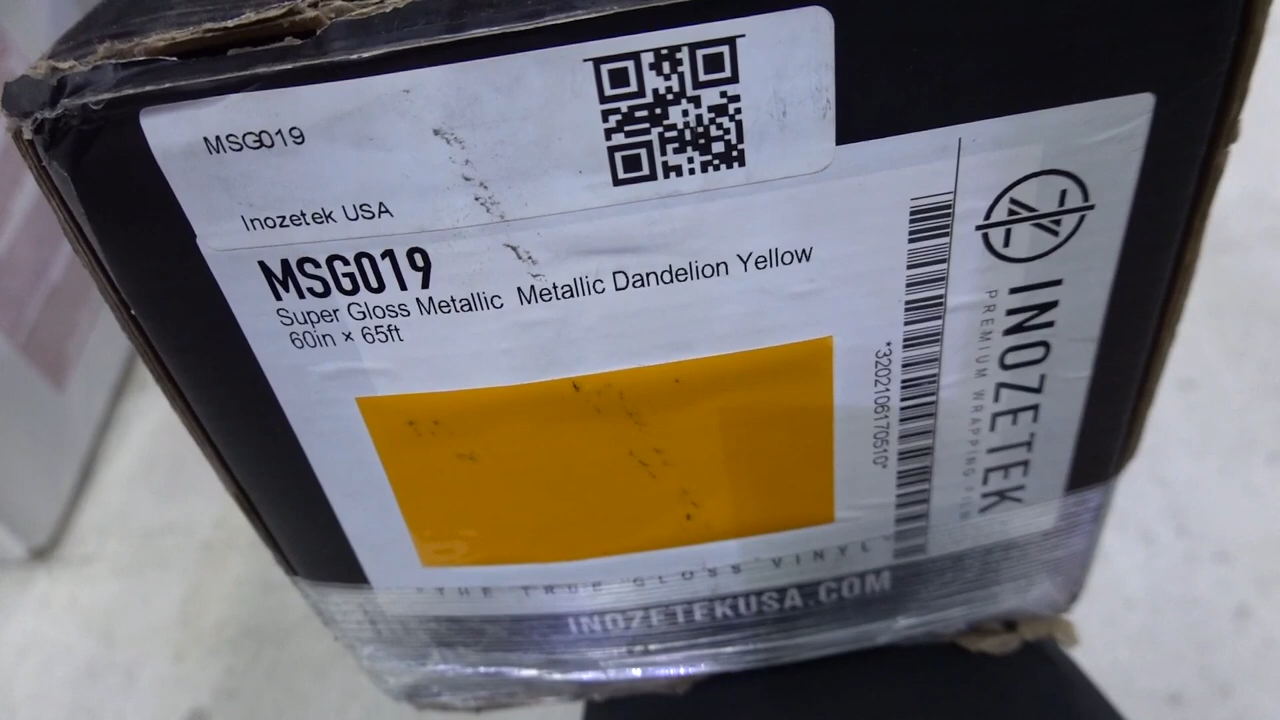 MSG019
Inozetek USA
MSG019
Super Gloss Metallic  Metallic Dandelion Yellow
60in × 65ft
*3202106170510*
INOZETEK
PREMIUM WRAPPING FILM
"THE TRUE GLOSS VINYL"
INOZETEKUSA.COM